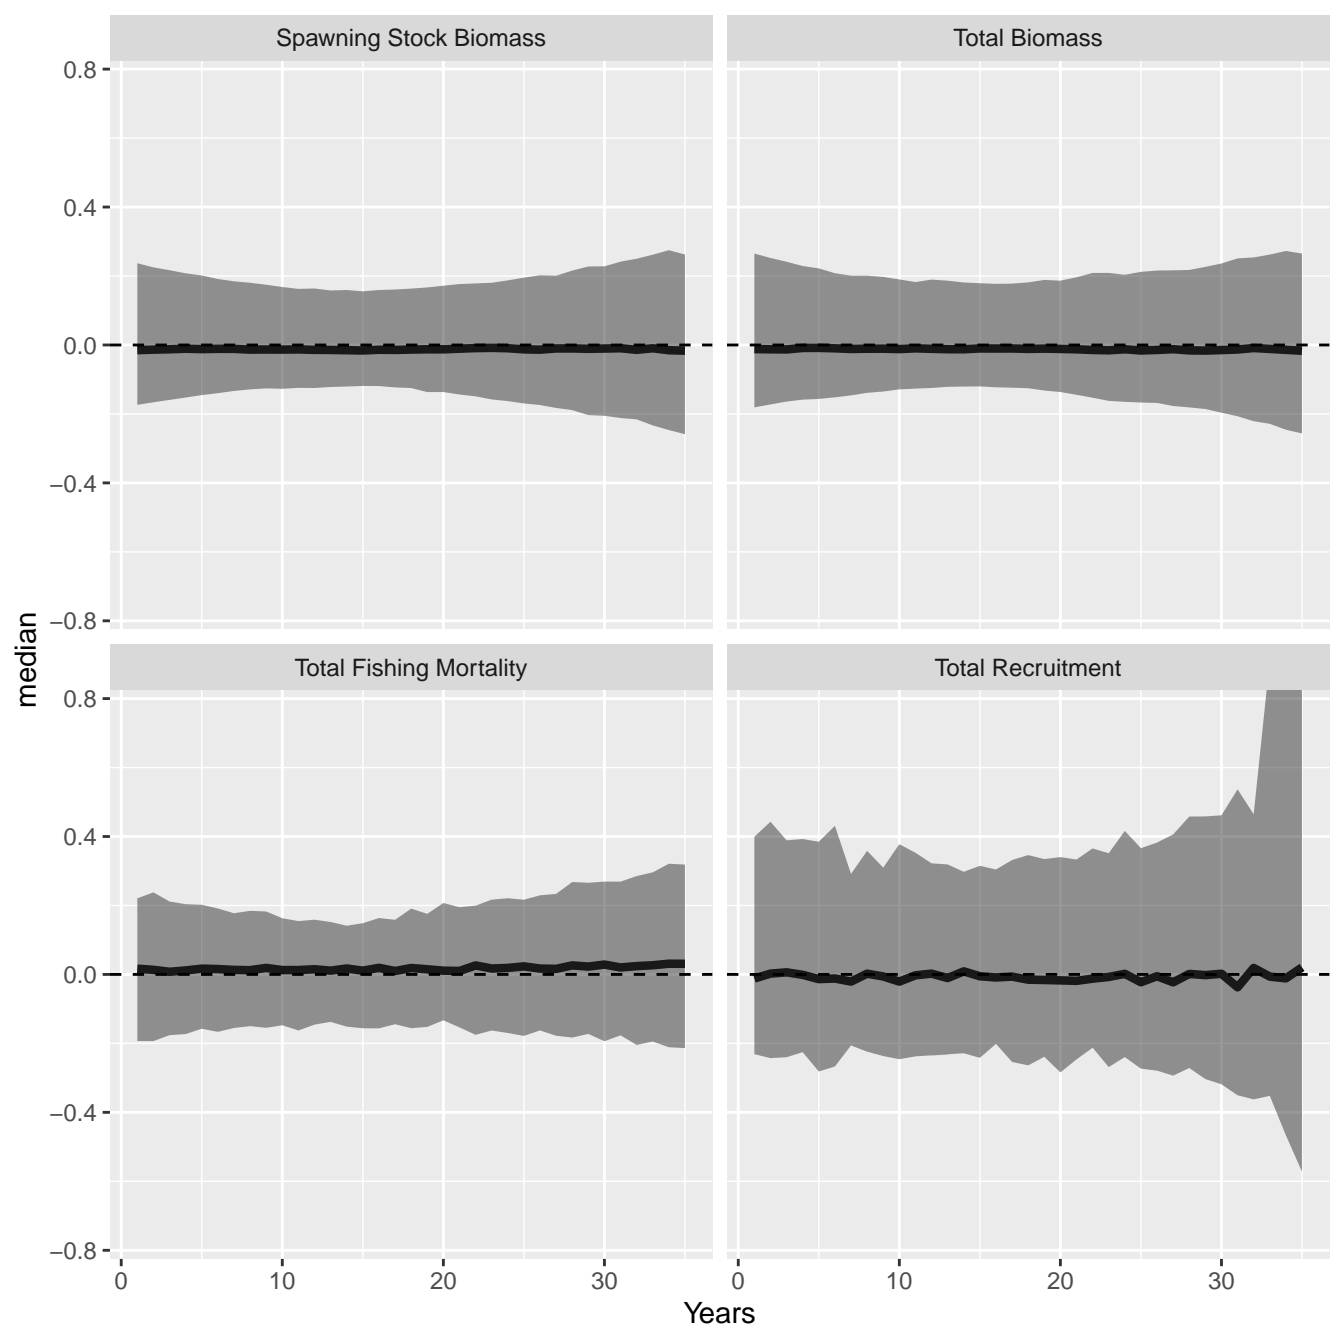 Spawning Stock Biomass
Total Biomass
0.8
0.4
0.0
−0.4
−0.8
median
Total Fishing Mortality
Total Recruitment
0.8
0.4
0.0
−0.4
−0.8
0 10 20 30
0 10 20 30
Years